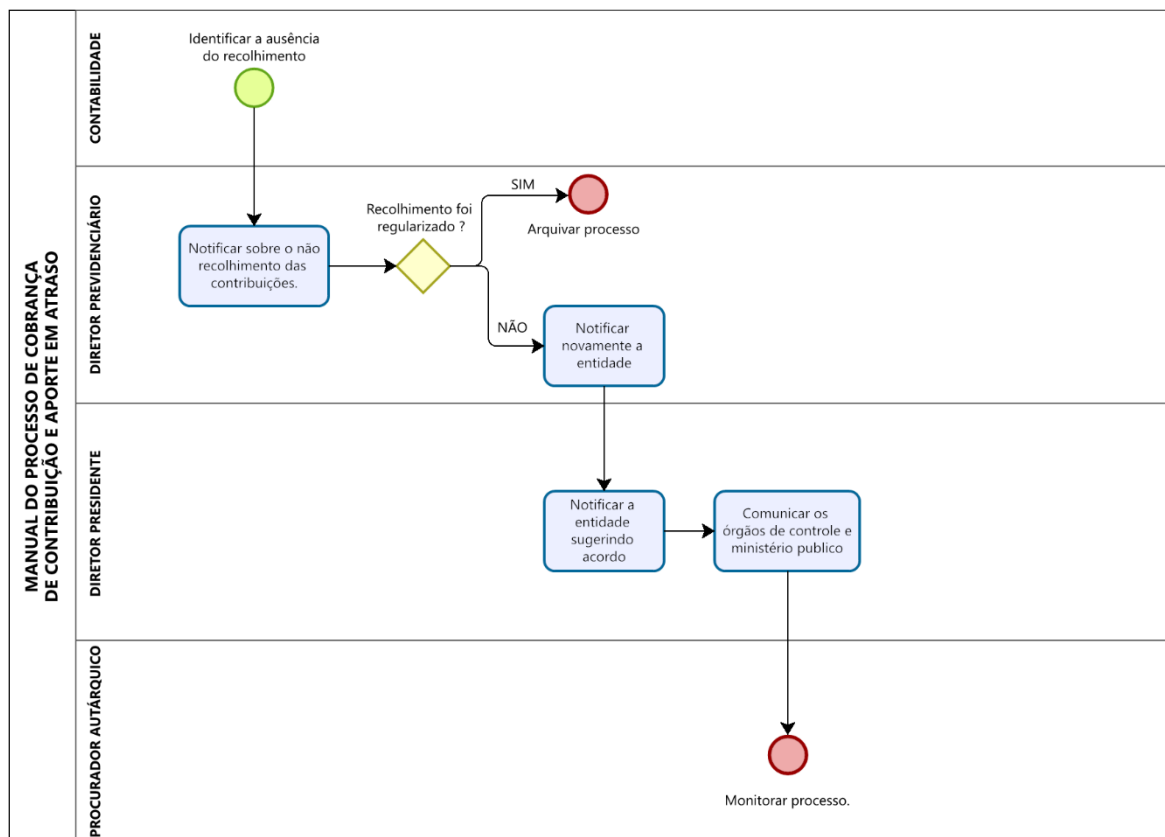 MANUAL DO PROCESSO DE COBRANÇA
DE CONTRIBUIÇÃO E APORTE EM ATRASO
CONTABILIDADE
Identificar a ausência
do recolhimento
DIRETOR PREVIDENCIÁRIO
Notificar sobre o não
recolhimento das
contribuições.
Recolhimento foi
regularizado ?
SIM
Arquivar processo
NÃO
Notificar
novamente a
entidade
DIRETOR PRESIDENTE
Notificar a
entidade
sugerindo
acordo
Comunicar os
órgãos de controle e
ministério publico
PROCURADOR AUTÁRQUICO
Monitorar processo.